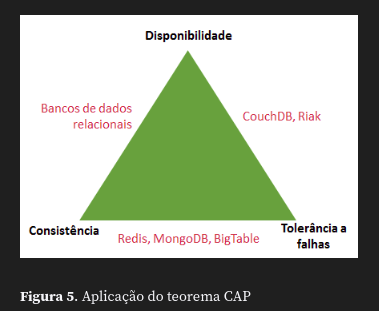 Disponibilidade
Bancos de dados
relacionais
CouchDB, Riak
Consistência
Redis, MongoDB, BigTable
Tolerância a
falhas
Figura 5. Aplicação do teorema CAP